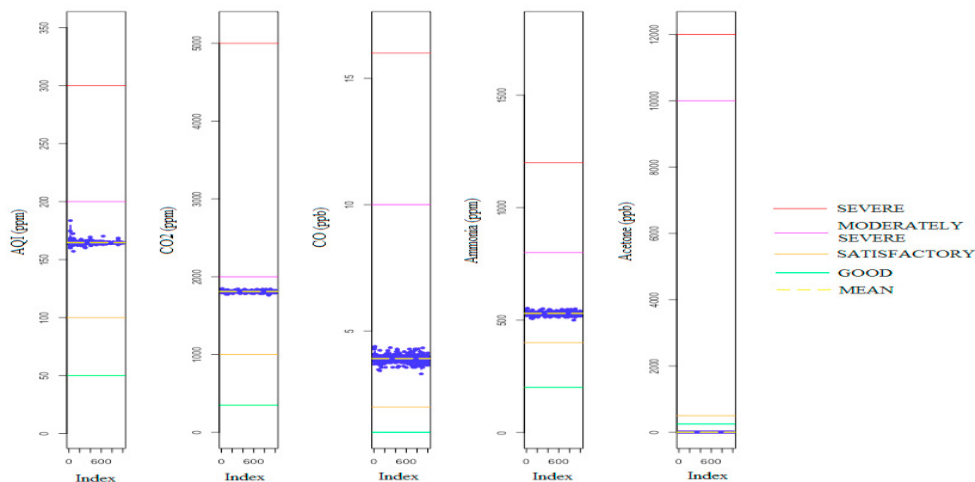 AQI (ppm)
0
50
100
150
200
250
300
350
0
600
Index
CO2 (ppm)
0
1000
2000
3000
4000
5000
0
600
Index
CO (ppb)
5
10
15
0
600
Index
Ammonia (ppm)
0
500
1000
1500
0
600
Index
Acetone (ppb)
0
2000
4000
6000
8000
10000
12000
0
600
Index
SEVERE
MODERATELY
SEVERE
SATISFACTORY
GOOD
MEAN